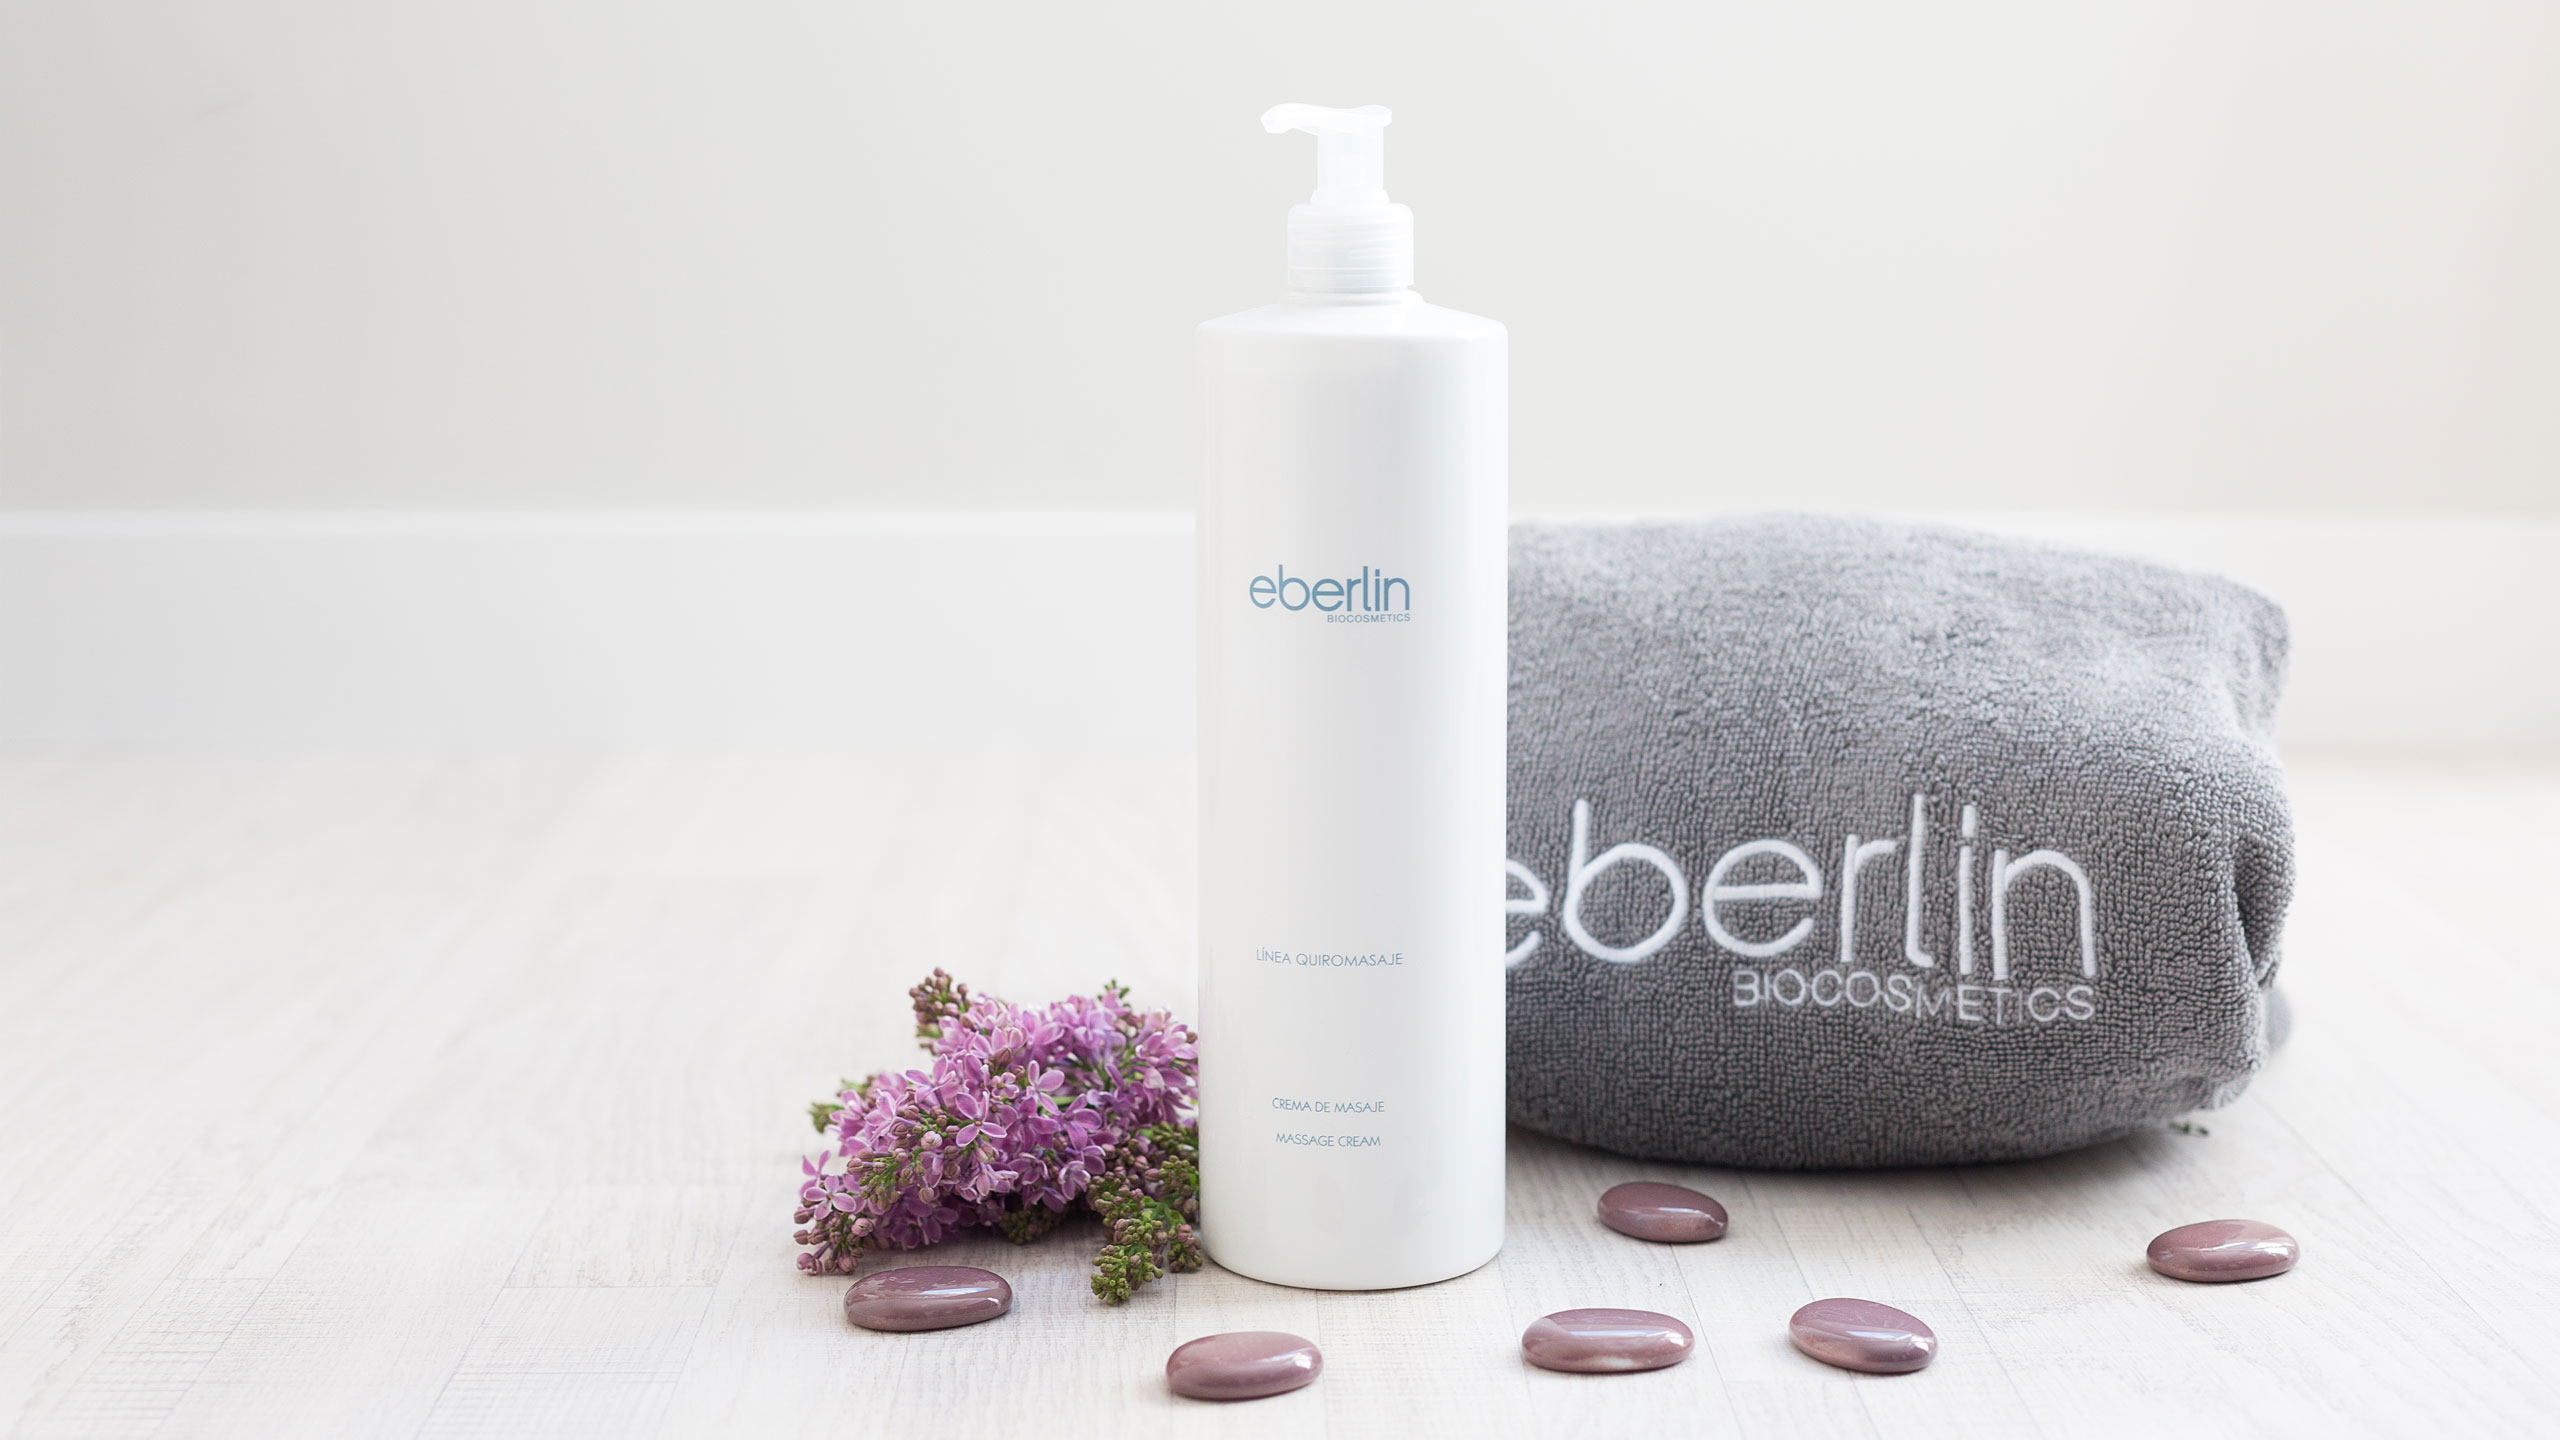 eberlin
BIOCOSMETICS
LÍNEA QUIROMASAJE
CREMA DE MASAJE
MASSAGE CREAM
eberlin
BIOCOSMETICS